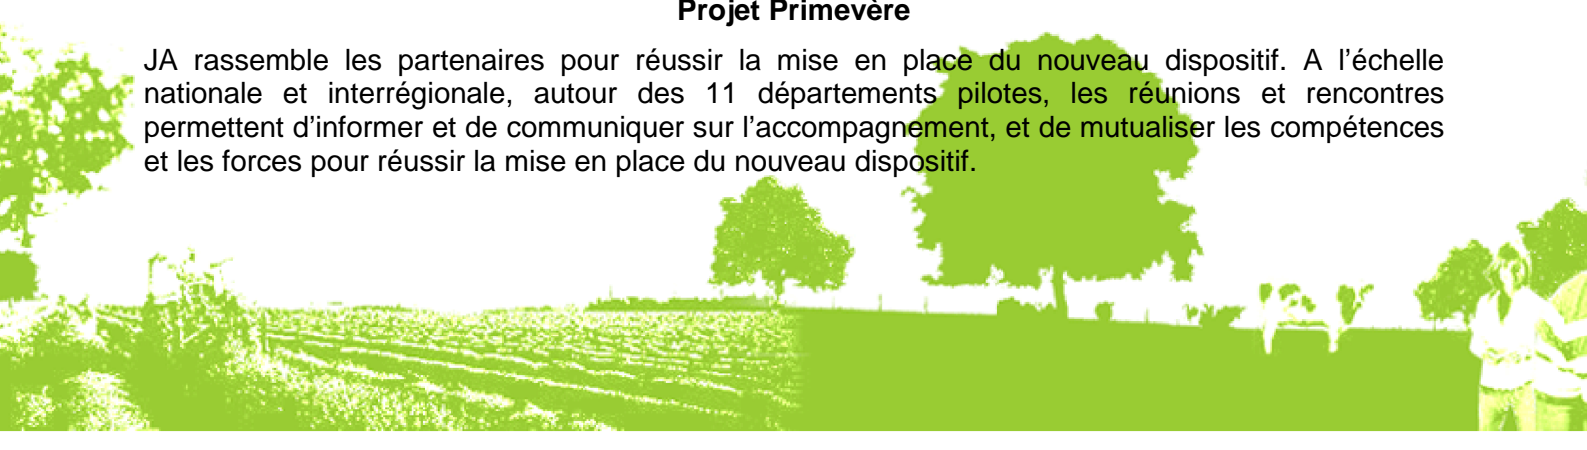 Projet Primevère
JA rassemble les partenaires pour réussir la mise en place du nouveau dispositif. A l’échelle
nationale et interrégionale, autour des 11 départements pilotes, les réunions et rencontres
permettent d’informer et de communiquer sur l’accompagnement, et de mutualiser les compétences
et les forces pour réussir la mise en place du nouveau dispositif.